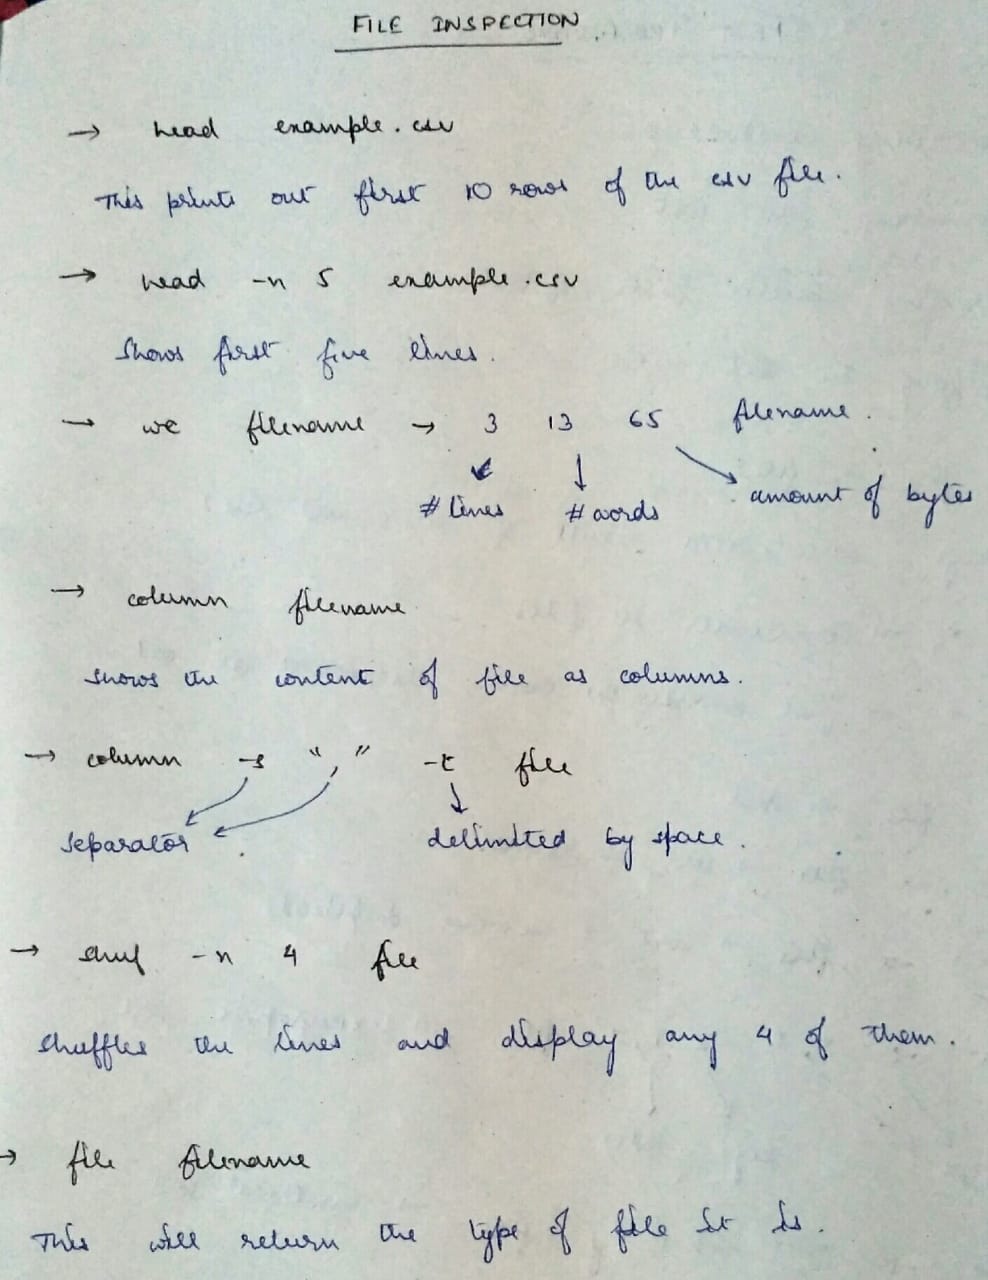 FILE INSPECTION
→ head example.csv
This prints out first 10 rows of the csv file.
→ head -n 5 example.csv
Shows first five lines.
→ wc filename → 3 13 65 filename.
# lines # words amount of bytes
→ column filename
shows the content of file as columns.
→ column -s “,” -t file
separator delimited by space.
→ shuf -n 4 file
shuffles the lines and display any 4 of them.
→ file filename
This will return the type of file it is.